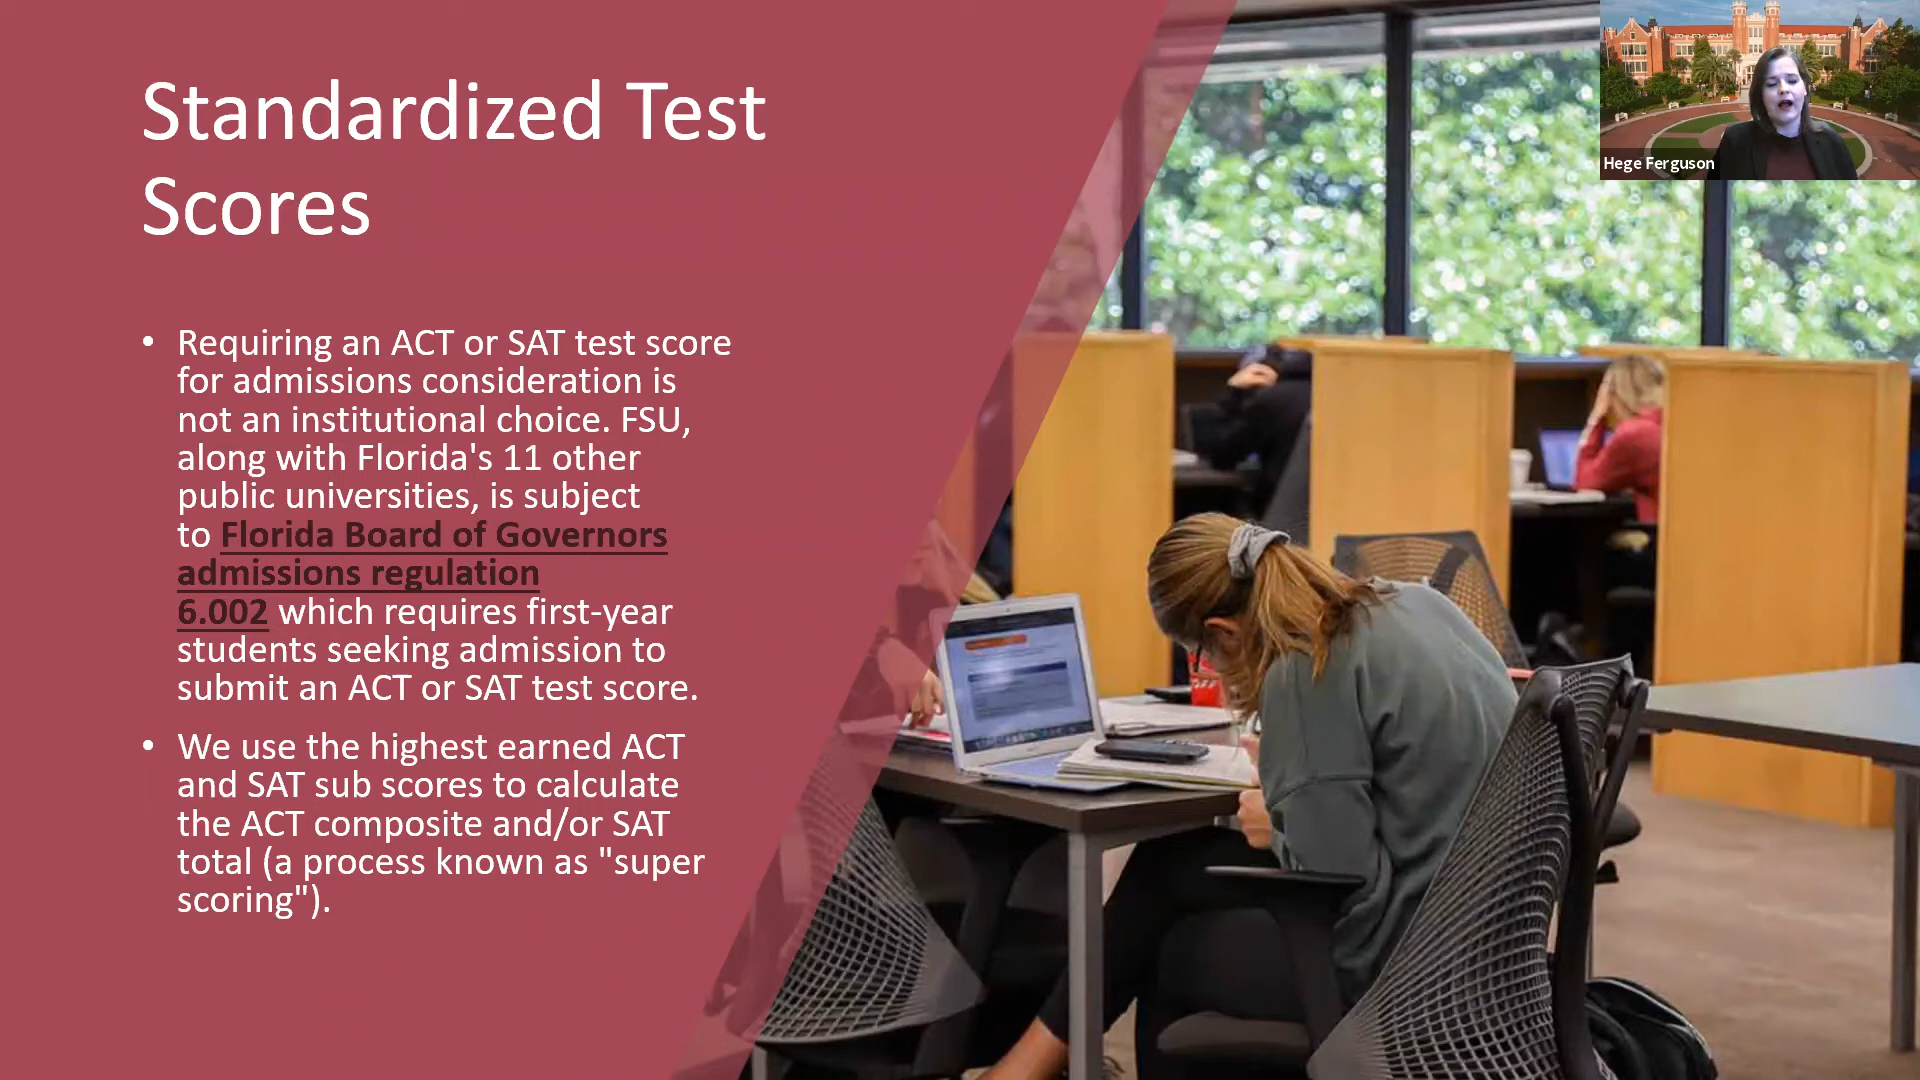 Standardized Test
Scores
Hege Ferguson
• Requiring an ACT or SAT test score
for admissions consideration is
not an institutional choice. FSU,
along with Florida's 11 other
public universities, is subject
to Florida Board of Governors
admissions regulation
6.002 which requires first-year
students seeking admission to
submit an ACT or SAT test score.
• We use the highest earned ACT
and SAT sub scores to calculate
the ACT composite and/or SAT
total (a process known as "super
scoring").